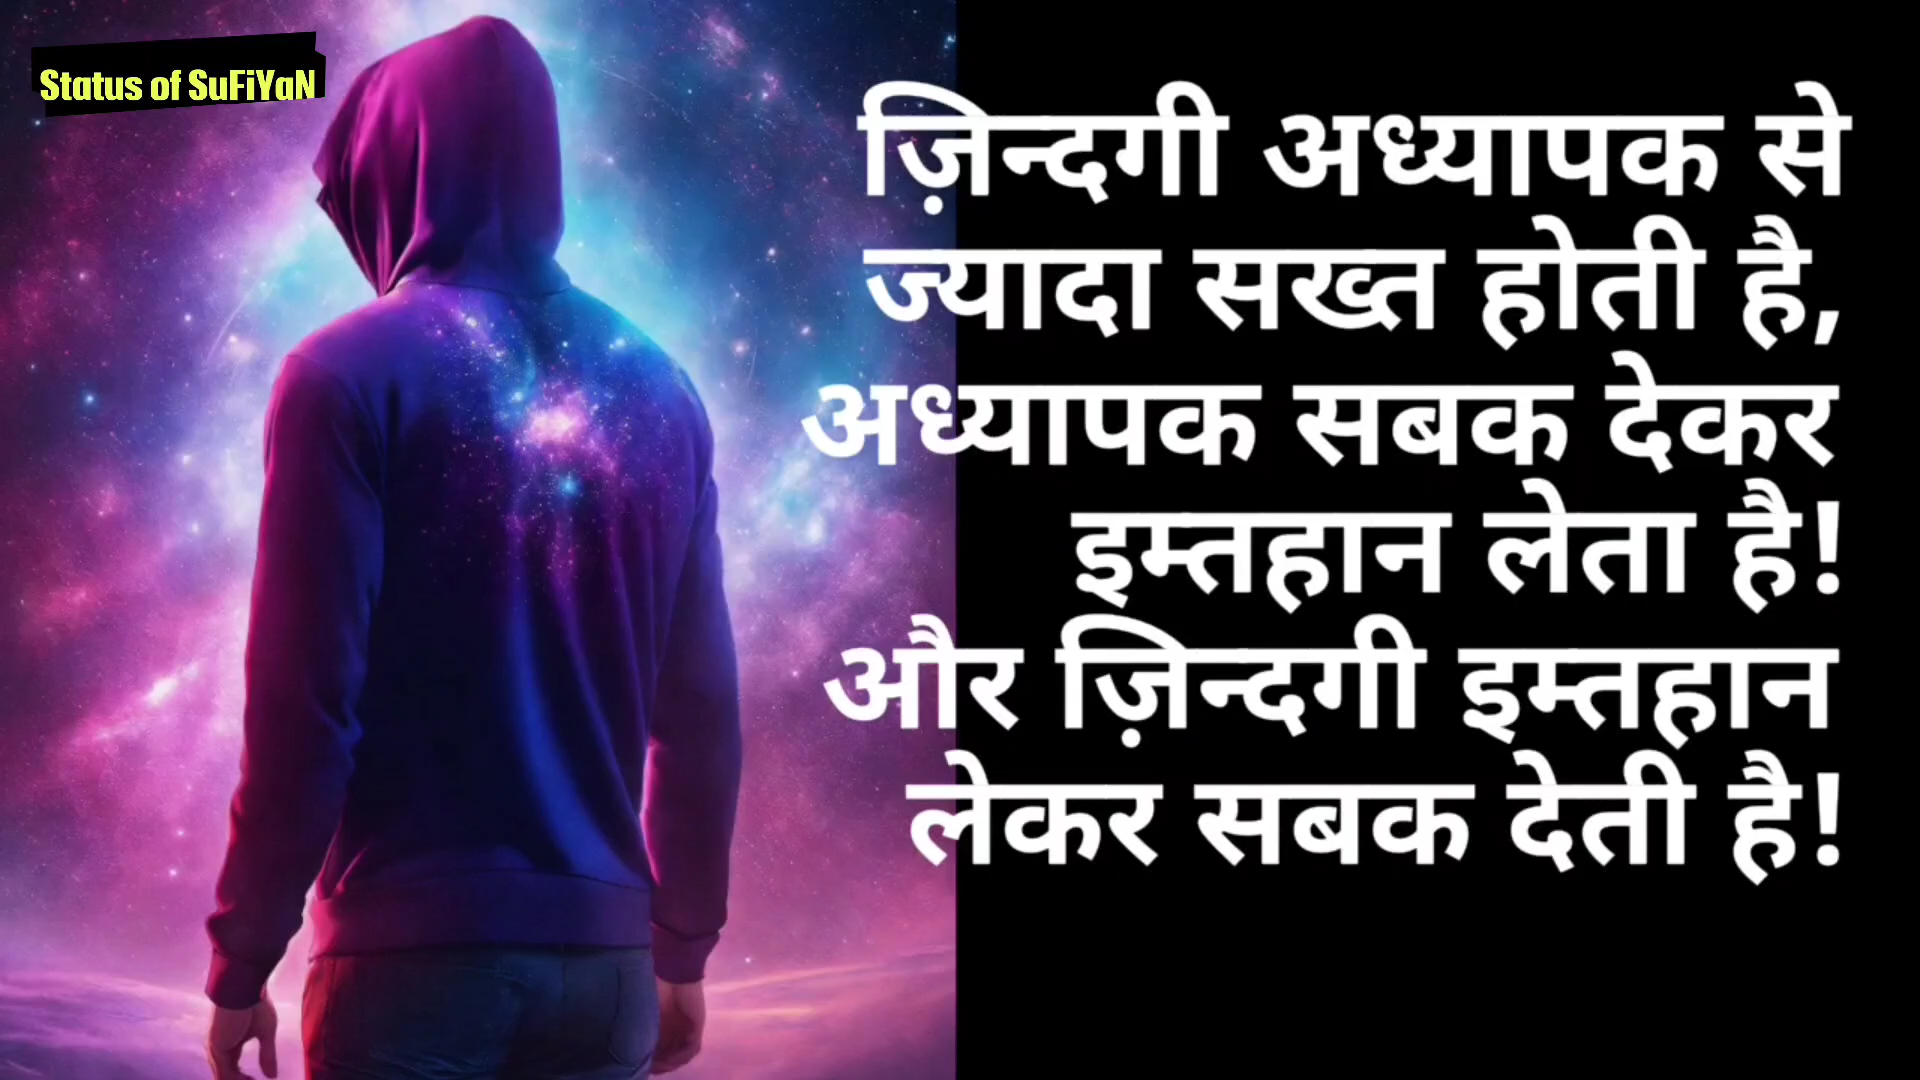 Status of SuFiYaN
ज़िन्दगी अध्यापक से
ज्यादा सख्त होती है,
अध्यापक सबक देकर
इम्तहान लेता है!
और ज़िन्दगी इम्तहान
लेकर सबक देती है!